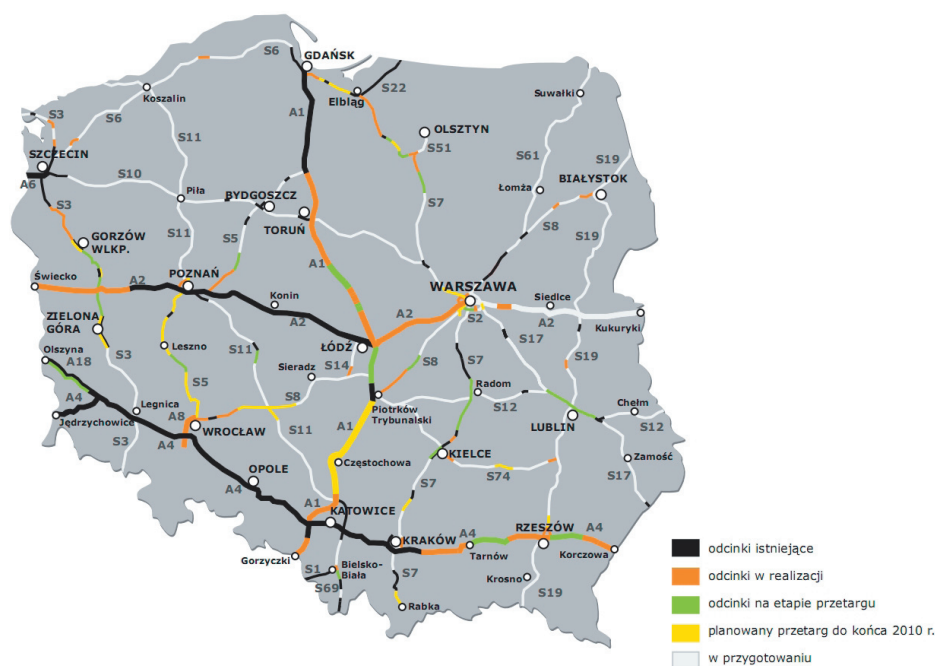 S6
GDAŃSK
S22
Suwałki
Koszalin
Elbląg
A1
S3
S6
OLSZTYN
S11
S51
S61
S19
SZCZECIN
S10
Łomża
BIAŁYSTOK
A6
Piła
BYDGOSZCZ
S7
S3
TORUŃ
S8
S11
S5
S19
GORZÓW
WLKP.
A1
POZNAŃ
Świecko
A2
WARSZAWA
Siedlce
Konin
A2
A2
S2
A2
Kukuryki
ZIELONA
GÓRA
ŁÓDŹ
S17
Olszyna
Leszno
S11
S14
S8
S7
S19
A18
S3
Sieradz
Radom
S5
S8
S12
Chełm
A4
Legnica
Piotrków
Trybunalski
LUBLIN
S12
Jędrzychowice
A8
WROCŁAW
A1
S3
A4
S11
Częstochowa
KIELCE
Zamość
OPOLE
S7
S74
S17
A4
A1
KATOWICE
RZESZÓW
KRAKÓW
A4
A4
Gorzyczki
Tarnów
Korczowa
S1
Bielsko-
Biała
S7
Krosno
S69
S19
Rabka
odcinki istniejące
odcinki w realizacji
odcinki na etapie przetargu
planowany przetarg do końca 2010 r.
w przygotowaniu